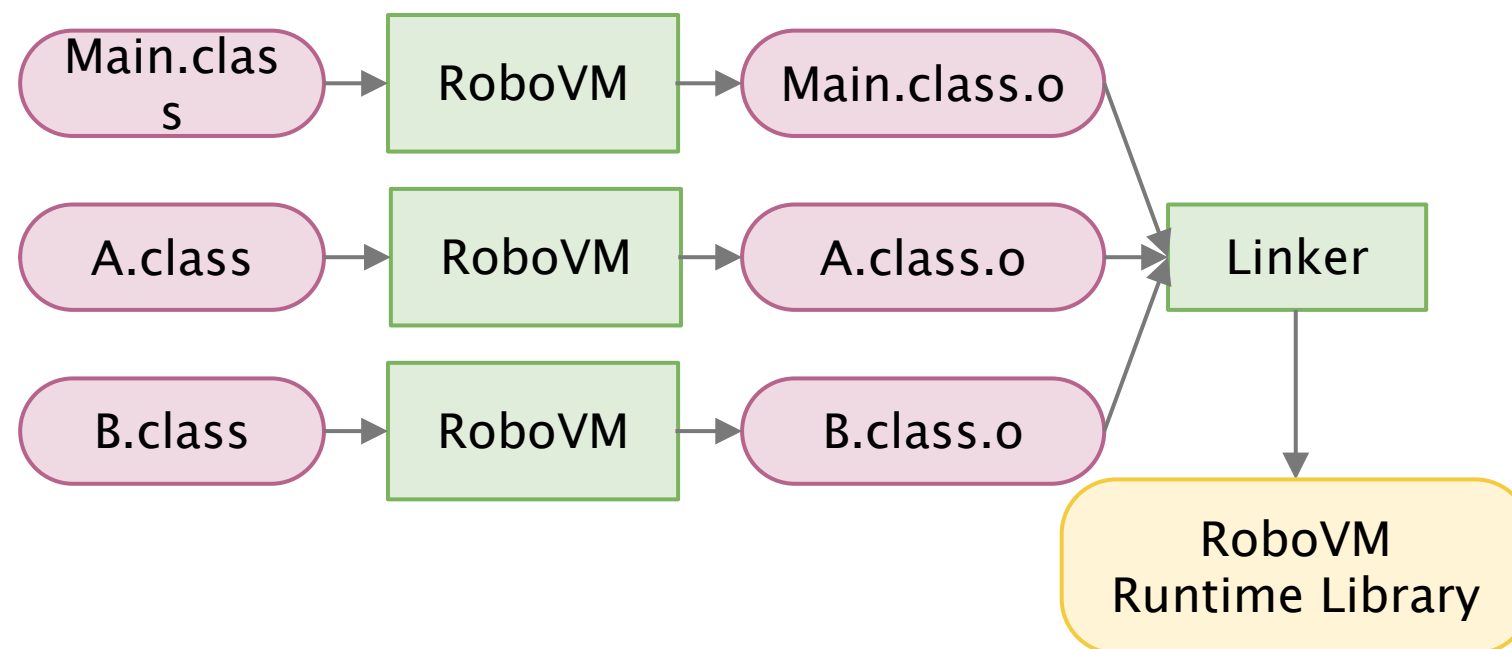 Main.clas
s
RoboVM
Main.class.o
A.class
RoboVM
A.class.o
Linker
B.class
RoboVM
B.class.o
RoboVM
Runtime Library